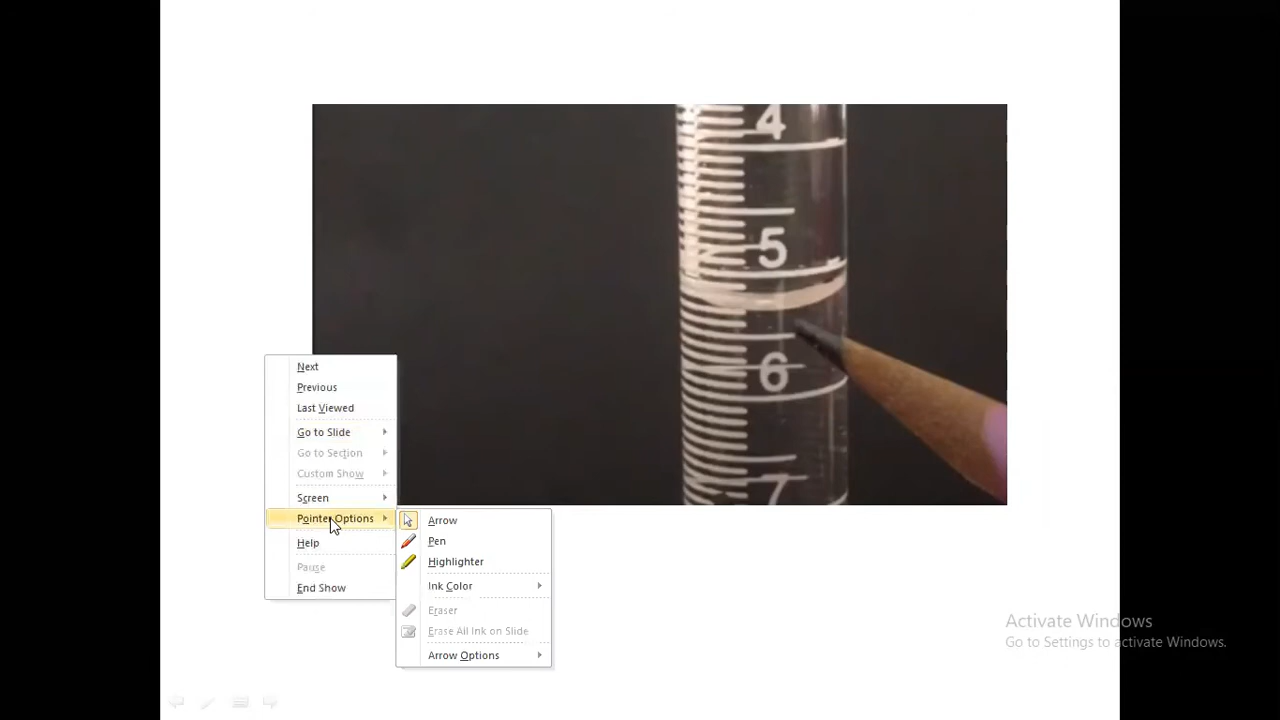 4
5
6
7
Next
Previous
Last Viewed
Go to Slide
Go to Section
Custom Show
Screen
Pointer Options
Help
Pause
End Show
Arrow
Pen
Highlighter
Ink Color
Eraser
Erase All Ink on Slide
Arrow Options
Activate Windows
Go to Settings to activate Windows.